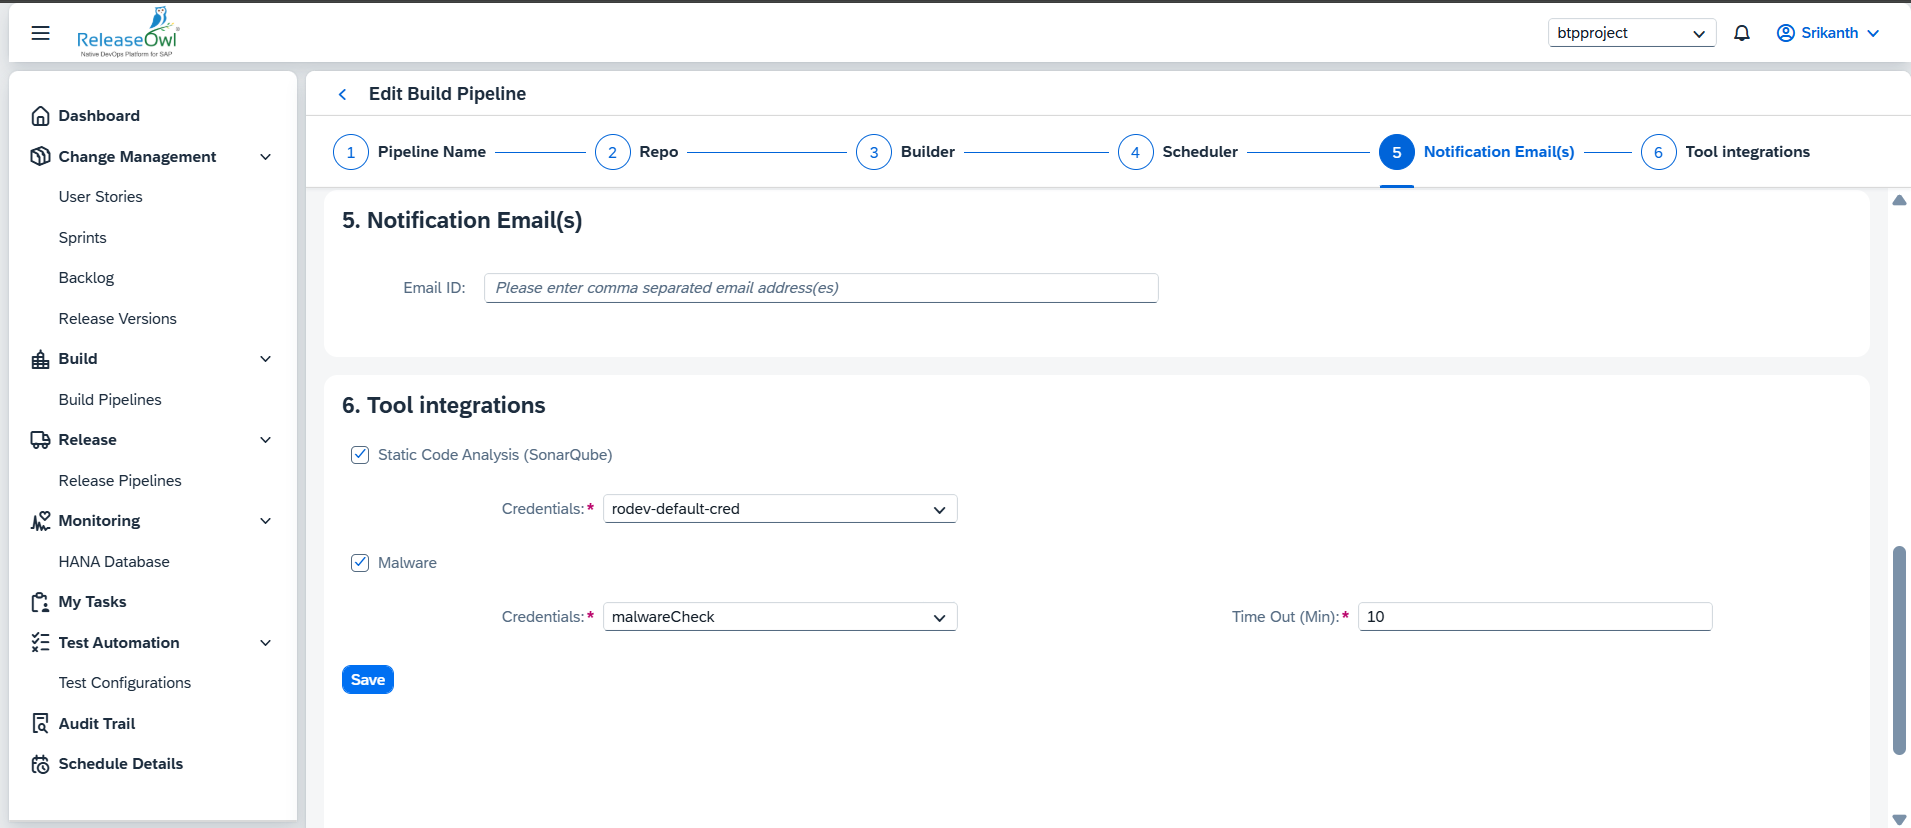 ReleaseOwl
Native DevOps Platform for SAP
btpproject
Srikanth
Dashboard
Change Management
User Stories
Sprints
Backlog
Release Versions
Build
Build Pipelines
Release
Release Pipelines
Monitoring
HANA Database
My Tasks
Test Automation
Test Configurations
Audit Trail
Schedule Details
Edit Build Pipeline
1 Pipeline Name
2 Repo
3 Builder
4 Scheduler
5 Notification Email(s)
6 Tool integrations
5. Notification Email(s)
Email ID: Please enter comma separated email address(es)
6. Tool integrations
Static Code Analysis (SonarQube)
Credentials:* rodev-default-cred
Malware
Credentials:* malwareCheck Time Out (Min):* 10
Save